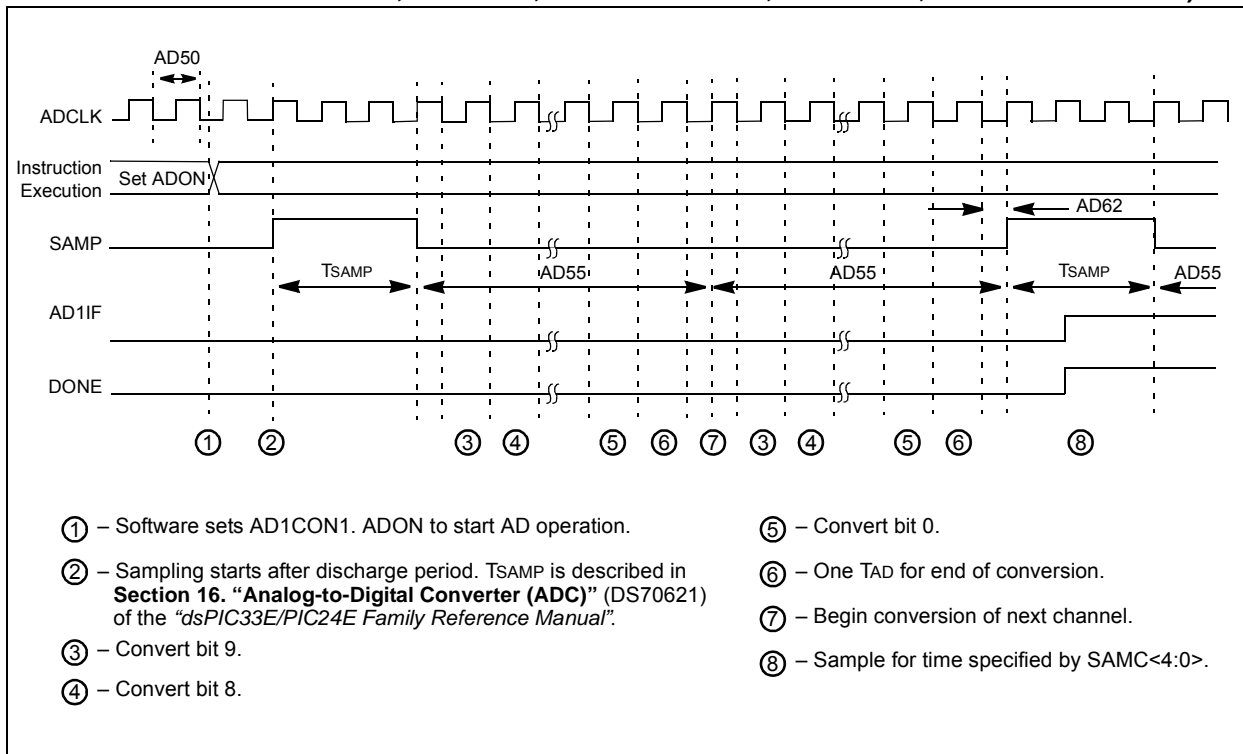 AD50
ADCLK
Instruction
Execution
Set ADON
AD62
SAMP
TSAMP
AD55
AD55
TSAMP
AD55
AD1IF
DONE
1 2 3 4 5 6 7 3 4 5 6 8
1 – Software sets AD1CON1. ADON to start AD operation.
2 – Sampling starts after discharge period. TSAMP is described in
Section 16. “Analog-to-Digital Converter (ADC)” (DS70621)
of the “dsPIC33E/PIC24E Family Reference Manual”.
3 – Convert bit 9.
4 – Convert bit 8.
5 – Convert bit 0.
6 – One TAD for end of conversion.
7 – Begin conversion of next channel.
8 – Sample for time specified by SAMC<4:0>.